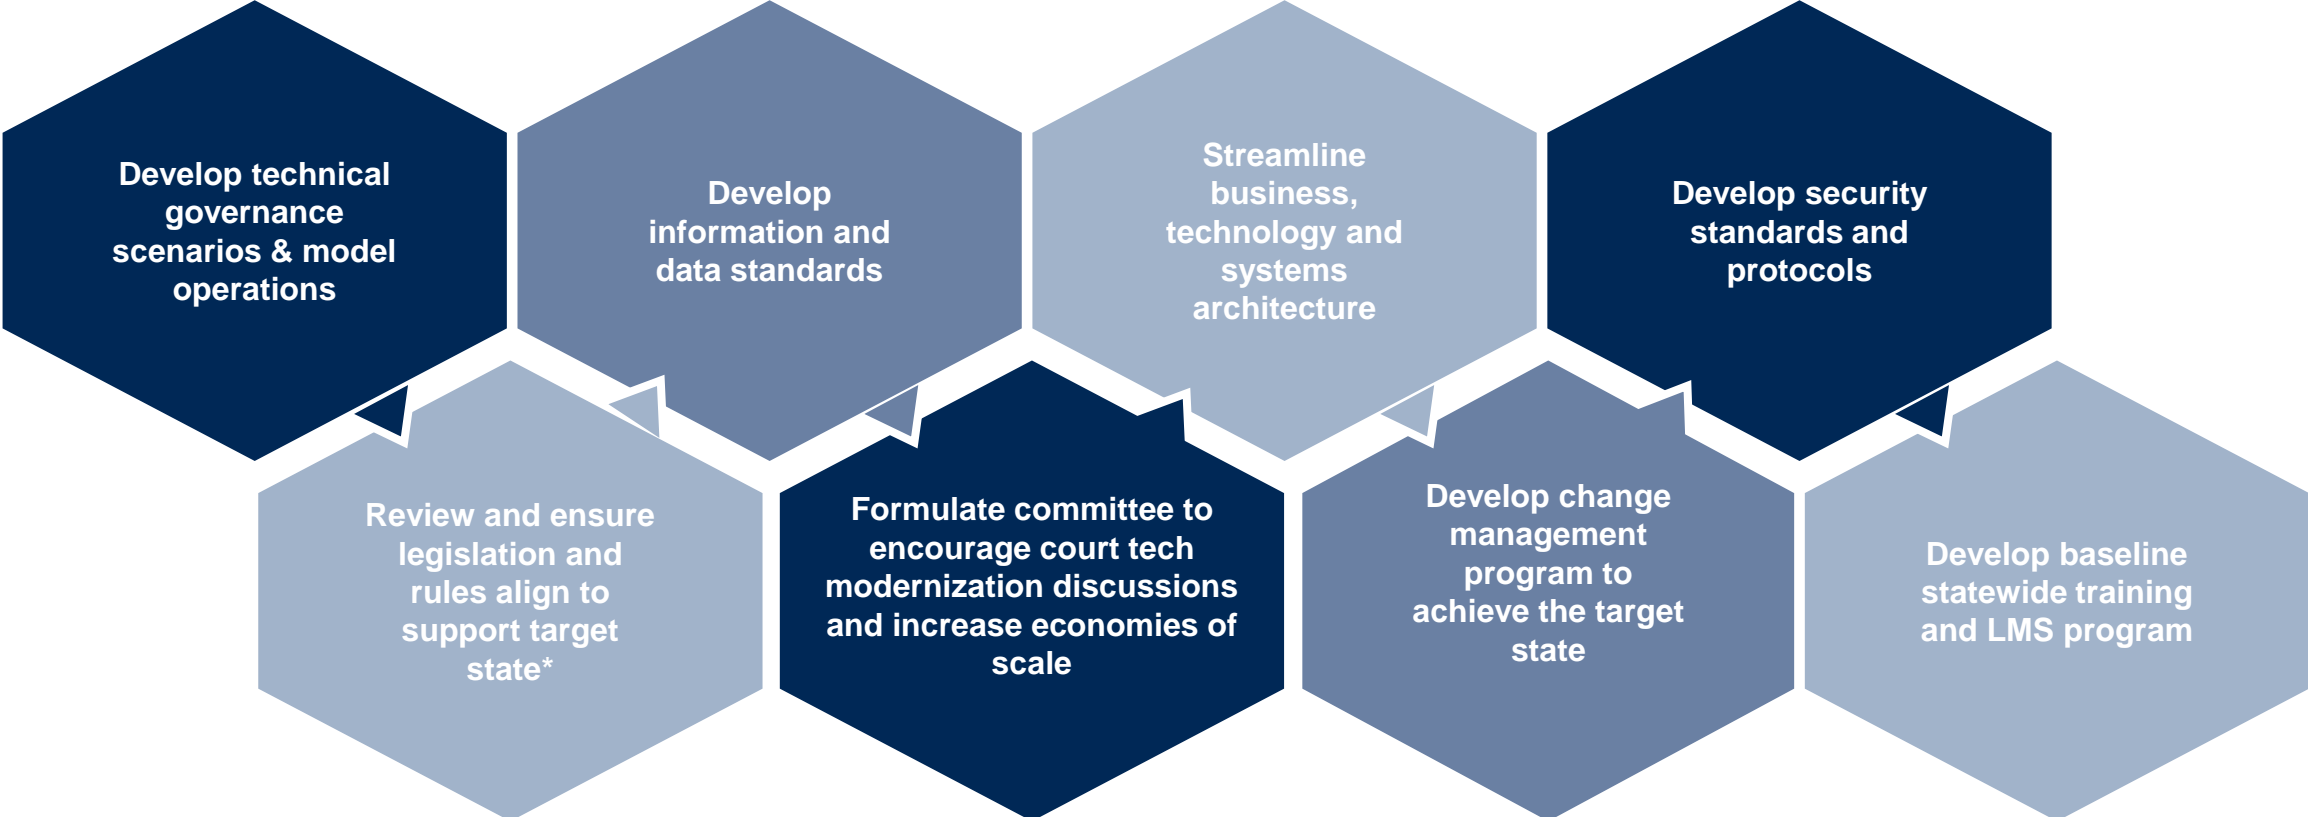 Develop technical
governance
scenarios & model
operations
Develop
information and
data standards
Streamline
business,
technology and
systems
architecture
Develop security
standards and
protocols
Review and ensure
legislation and
rules align to
support target
state*
Formulate committee to
encourage court tech
modernization discussions
and increase economies of
scale
Develop change
management
program to
achieve the target
state
Develop baseline
statewide training
and LMS program